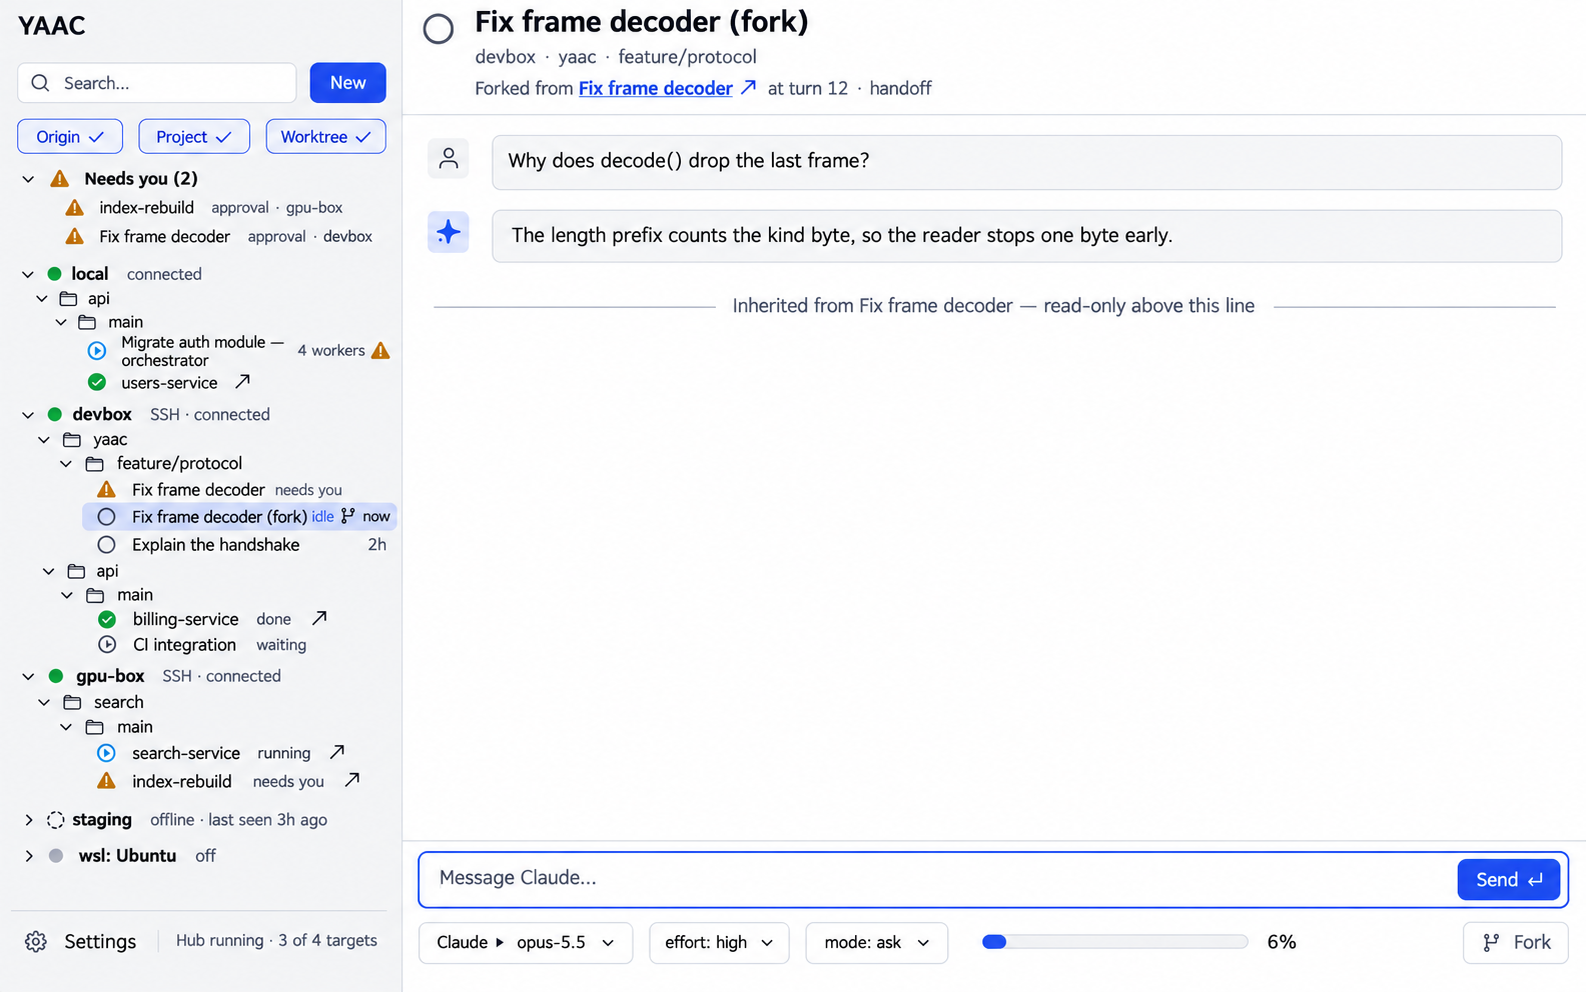 YAAC
Search...
New
Origin
Project
Worktree
Needs you (2)
index-rebuild approval · gpu-box
Fix frame decoder approval · devbox
local connected
api
main
Migrate auth module —
orchestrator
4 workers
users-service
devbox SSH · connected
yaac
feature/protocol
Fix frame decoder needs you
Fix frame decoder (fork) idle now
Explain the handshake 2h
api
main
billing-service done
CI integration waiting
gpu-box SSH · connected
search
main
search-service running
index-rebuild needs you
staging offline · last seen 3h ago
wsl: Ubuntu off
Settings
Hub running · 3 of 4 targets
Fix frame decoder (fork)
devbox · yaac · feature/protocol
Forked from Fix frame decoder ↗ at turn 12 · handoff
Why does decode() drop the last frame?
The length prefix counts the kind byte, so the reader stops one byte early.
Inherited from Fix frame decoder — read-only above this line
Message Claude...
Send
Claude ▸ opus-5.5
effort: high
mode: ask
6%
Fork